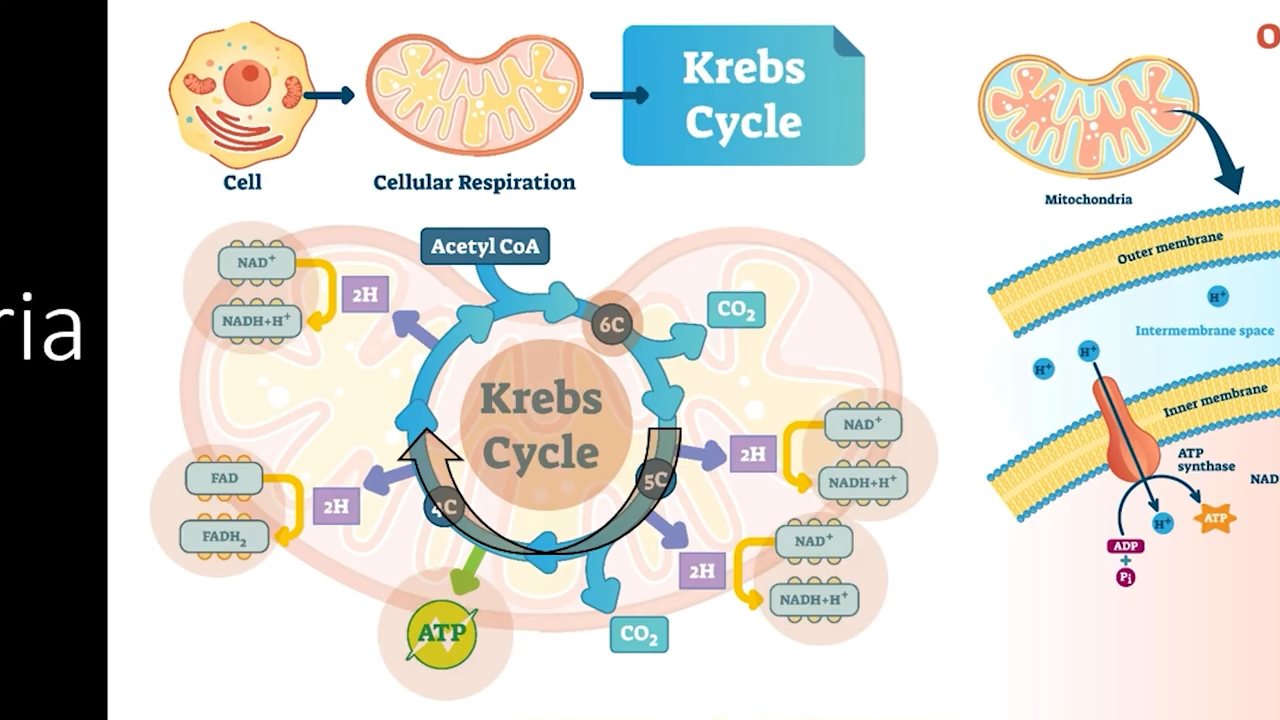 ria
Cell
Cellular Respiration
Krebs
Cycle
Acetyl CoA
NAD+
NADH+H+
2H
6C
CO₂
Krebs
Cycle
NAD+
NADH+H+
2H
5C
4C
FAD
FADH₂
2H
NAD+
NADH+H+
2H
ATP
CO₂
O
Mitochondria
Outer membrane
H+
Intermembrane space
H+
H+
Inner membrane
ATP
synthase
NAD
H+
ATP
ADP
+
Pi